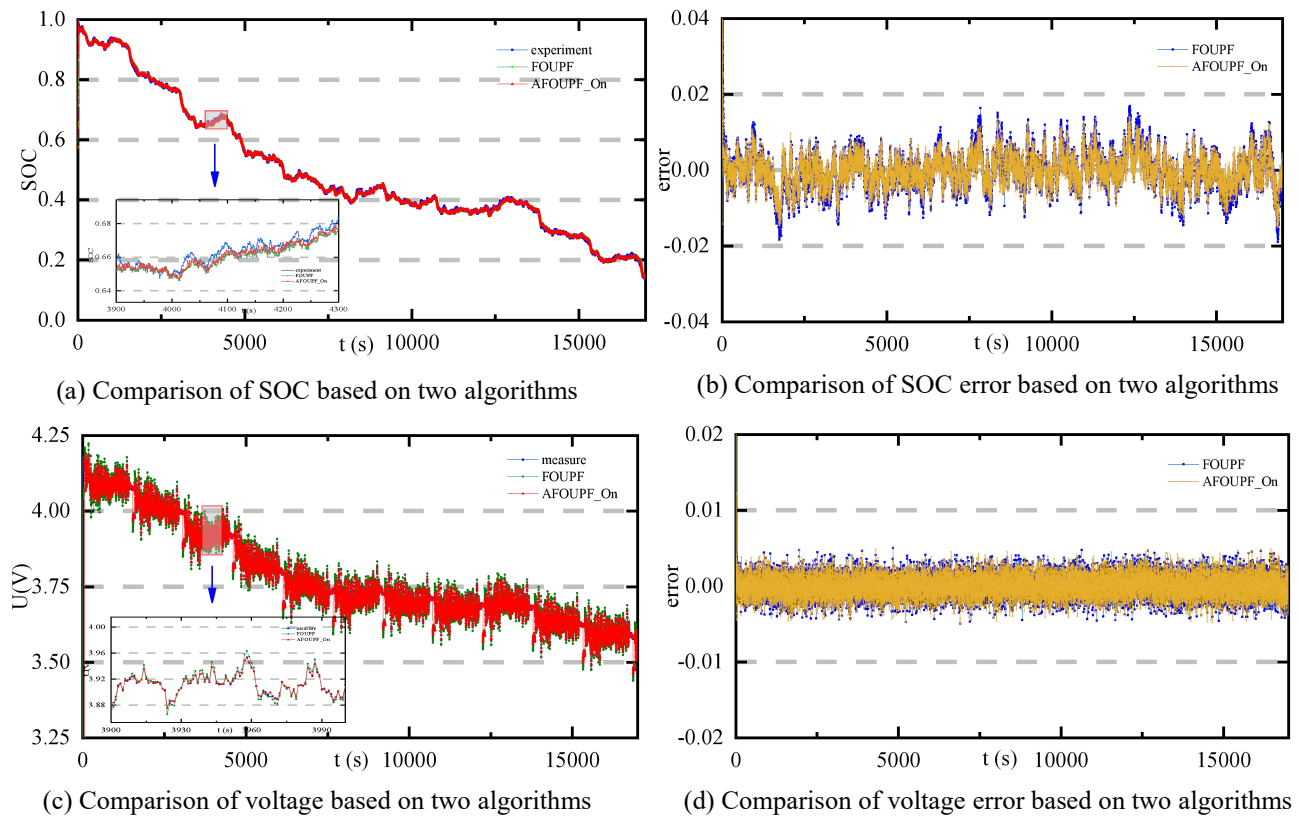 1.0
0.8
0.6
0.4
0.2
0.0
SOC
experiment
FOUPF
AFOUPF_On
0.68
0.66
0.64
SOC
experiment
FOUPF
AFOUPF_On
3900 4000 4100 4200 4300
t (s)
0 5000 10000 15000
t (s)
(a) Comparison of SOC based on two algorithms
0.04
0.02
0.00
-0.02
-0.04
error
FOUPF
AFOUPF_On
0 5000 10000 15000
t (s)
(b) Comparison of SOC error based on two algorithms
4.25
4.00
3.75
3.50
3.25
U(V)
measure
FOUPF
AFOUPF_On
4.00
3.96
3.92
3.88
measure
FOUPF
AFOUPF_On
3900 3930 3960 3990
t (s)
0 5000 10000 15000
t (s)
(c) Comparison of voltage based on two algorithms
0.02
0.01
0.00
-0.01
-0.02
error
FOUPF
AFOUPF_On
0 5000 10000 15000
t (s)
(d) Comparison of voltage error based on two algorithms